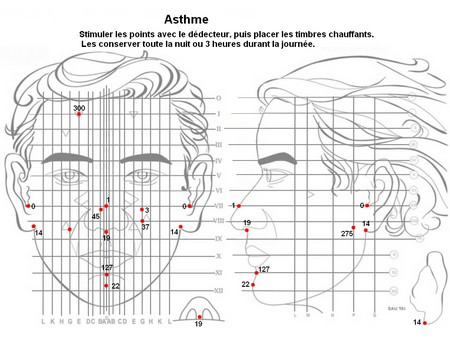 Asthme
Stimuler les points avec le dédecteur, puis placer les timbres chauffants.
Les conserver toute la nuit ou 3 heures durant la journée.
300
O
I
II
III
IV
V
VI
VII
VIII
IX
X
XI
XII
0
1
45
3
0
14
19
37
14
127
22
1
19
0
14
275
127
22
L K H G E D C B A A B C D E G H K L
19
14